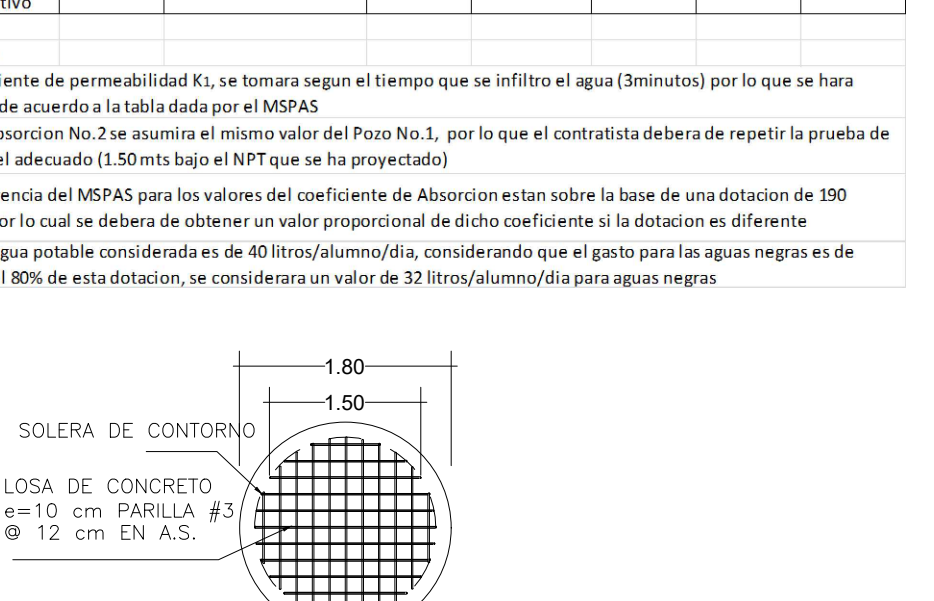 tivo
iente de permeabilidad K1, se tomara segun el tiempo que se infiltro el agua (3minutos) por lo que se hara
de acuerdo a la tabla dada por el MSPAS
bsorcion No.2 se asumira el mismo valor del Pozo No.1, por lo que el contratista debera de repetir la prueba de
el adecuado (1.50 mts bajo el NPT que se ha proyectado)
encia del MSPAS para los valores del coeficiente de Absorcion estan sobre la base de una dotacion de 190
or lo cual se debera de obtener un valor proporcional de dicho coeficiente si la dotacion es diferente
gua potable considerada es de 40 litros/alumno/dia, considerando que el gasto para las aguas negras es de
l 80% de esta dotacion, se considerara un valor de 32 litros/alumno/dia para aguas negras
1.80
1.50
SOLERA DE CONTORNO
LOSA DE CONCRETO
e=10 cm PARILLA #3
@ 12 cm EN A.S.